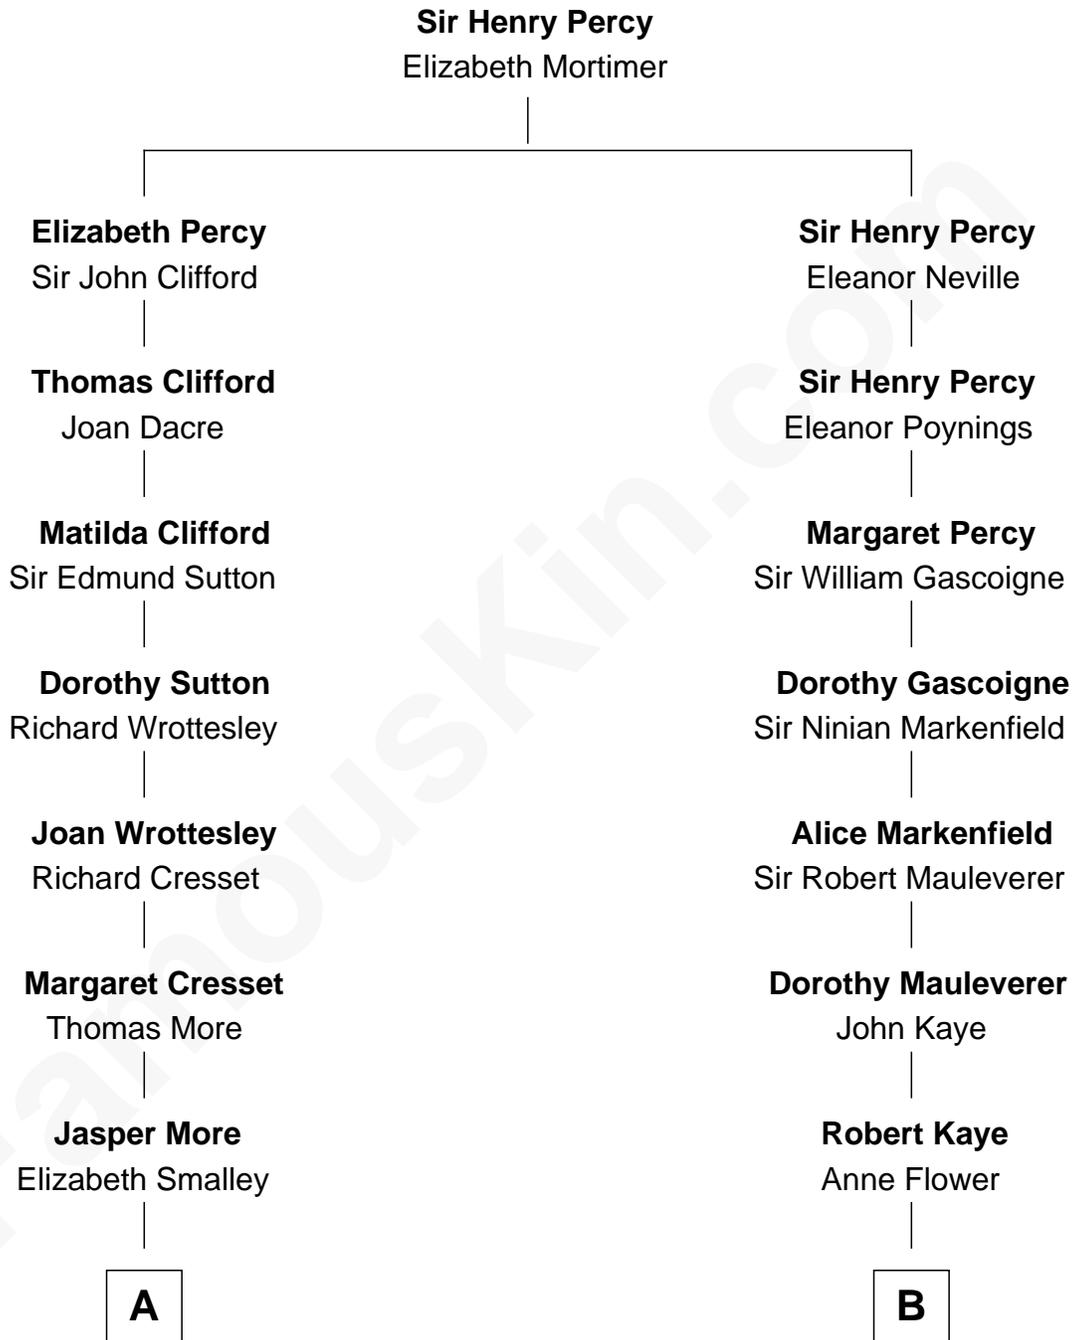 Sir Henry Percy
Elizabeth Mortimer
Elizabeth Percy
Sir John Clifford
Thomas Clifford
Joan Dacre
Matilda Clifford
Sir Edmund Sutton
Dorothy Sutton
Richard Wrottesley
Joan Wrottesley
Richard Cresset
Margaret Cresset
Thomas More
Jasper More
Elizabeth Smalley
A
Sir Henry Percy
Eleanor Neville
Sir Henry Percy
Eleanor Poynings
Margaret Percy
Sir William Gascoigne
Dorothy Gascoigne
Sir Ninian Markenfield
Alice Markenfield
Sir Robert Mauleverer
Dorothy Mauleverer
John Kaye
Robert Kaye
Anne Flower
B
FamousKin.com